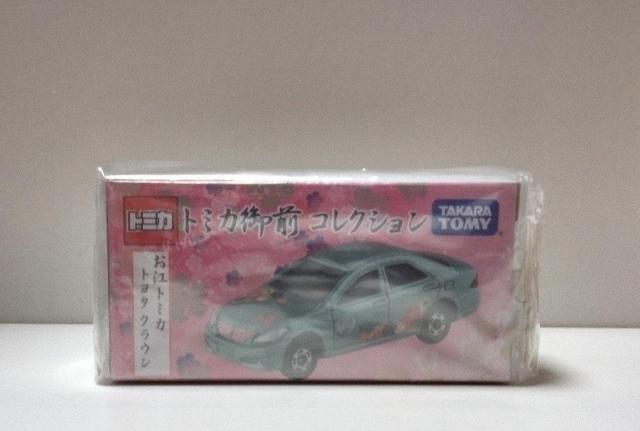 トミカ
トミカ御前 コレクション
TAKARA
TOMY
お江トミカ
トヨタ クラウン